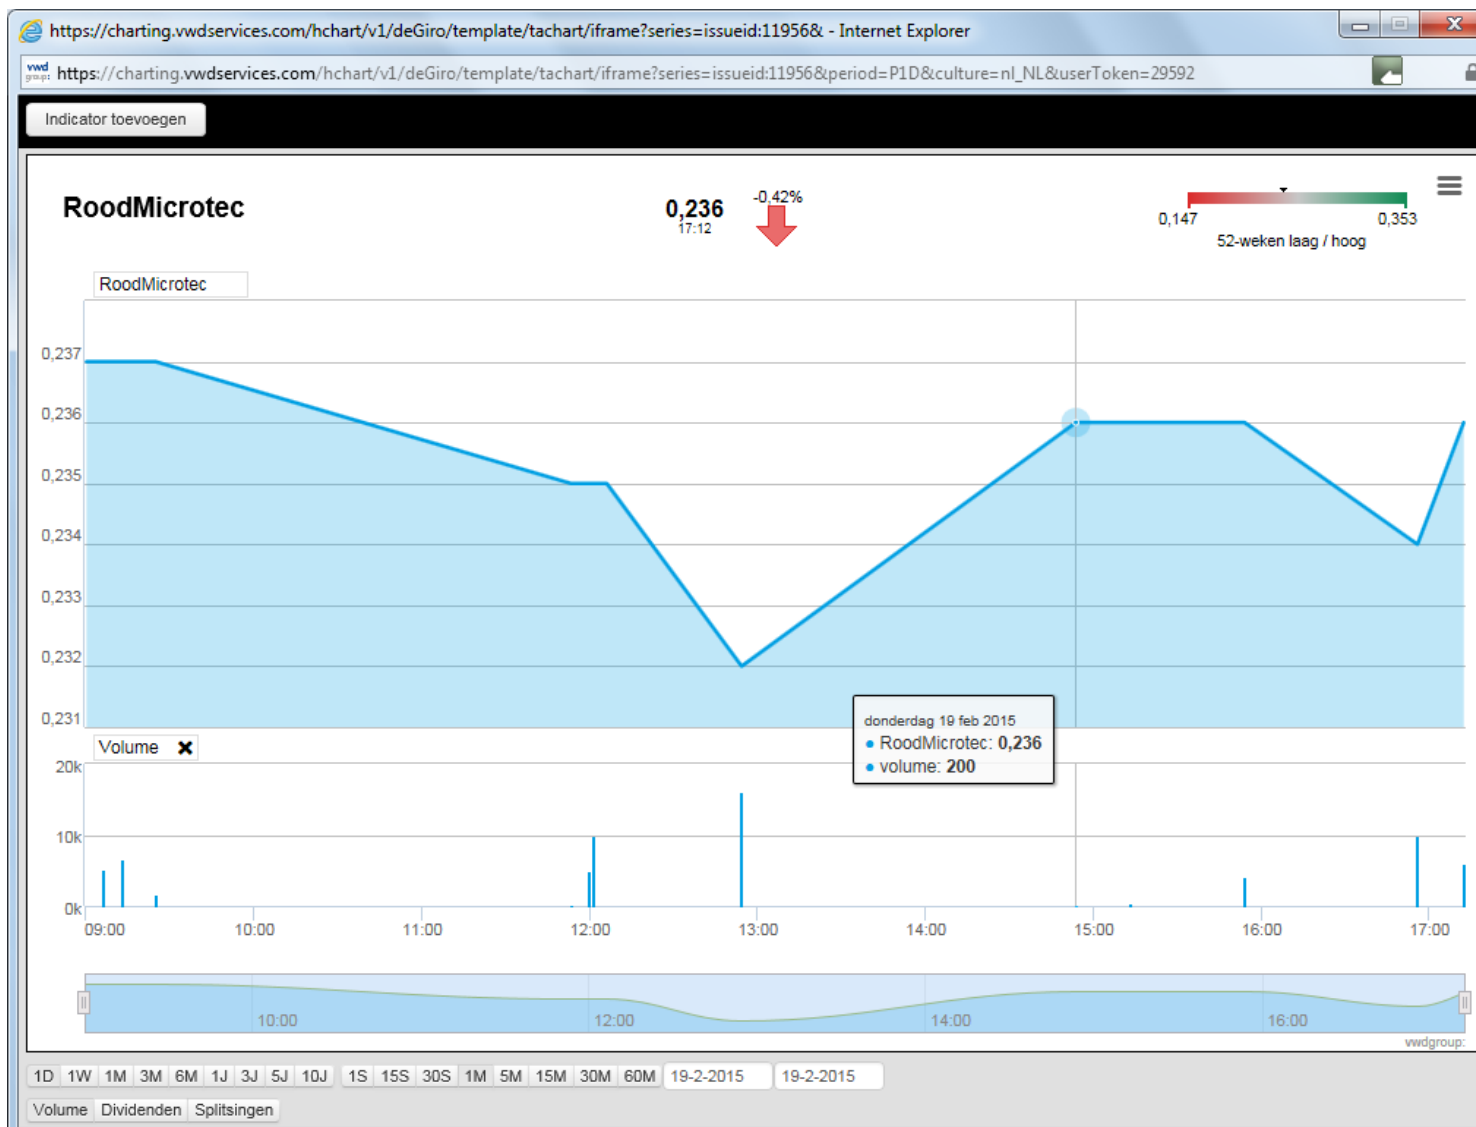 https://charting.vwdservices.com/hchart/v1/deGiro/template/tachart/iframe?series=issueid:11956& - Internet Explorer
vwd group: https://charting.vwdservices.com/hchart/v1/deGiro/template/tachart/iframe?series=issueid:11956&period=P1D&culture=nl_NL&userToken=29592
Indicator toevoegen
RoodMicrotec
0,236
17:12
-0,42%
0,147 0,353
52-weken laag / hoog
RoodMicrotec
0,237
0,236
0,235
0,234
0,233
0,232
0,231
donderdag 19 feb 2015
• RoodMicrotec: 0,236
• volume: 200
Volume
20k
10k
0k
09:00 10:00 11:00 12:00 13:00 14:00 15:00 16:00 17:00
10:00 12:00 14:00 16:00
vwdgroup:
1D 1W 1M 3M 6M 1J 3J 5J 10J 1S 15S 30S 1M 5M 15M 30M 60M 19-2-2015 19-2-2015
Volume Dividenden Splitsingen